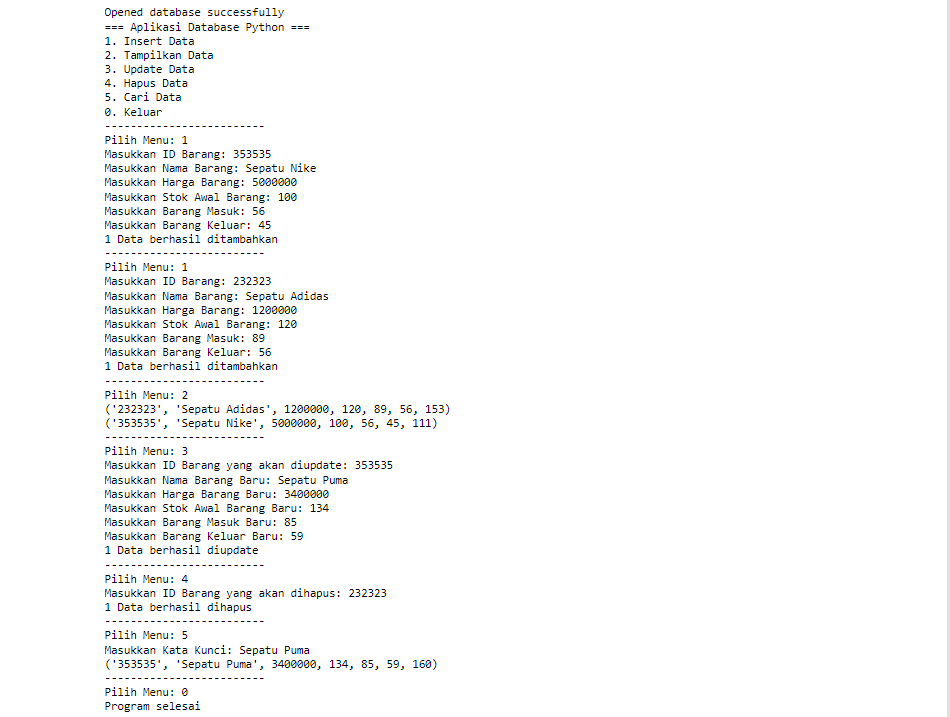 Opened database successfully
=== Aplikasi Database Python ===
1. Insert Data
2. Tampilkan Data
3. Update Data
4. Hapus Data
5. Cari Data
0. Keluar
-------------------------
Pilih Menu: 1
Masukkan ID Barang: 353535
Masukkan Nama Barang: Sepatu Nike
Masukkan Harga Barang: 5000000
Masukkan Stok Awal Barang: 100
Masukkan Barang Masuk: 56
Masukkan Barang Keluar: 45
1 Data berhasil ditambahkan
-------------------------
Pilih Menu: 1
Masukkan ID Barang: 232323
Masukkan Nama Barang: Sepatu Adidas
Masukkan Harga Barang: 1200000
Masukkan Stok Awal Barang: 120
Masukkan Barang Masuk: 89
Masukkan Barang Keluar: 56
1 Data berhasil ditambahkan
-------------------------
Pilih Menu: 2
('232323', 'Sepatu Adidas', 1200000, 120, 89, 56, 153)
('353535', 'Sepatu Nike', 5000000, 100, 56, 45, 111)
-------------------------
Pilih Menu: 3
Masukkan ID Barang yang akan diupdate: 353535
Masukkan Nama Barang Baru: Sepatu Puma
Masukkan Harga Barang Baru: 3400000
Masukkan Stok Awal Barang Baru: 134
Masukkan Barang Masuk Baru: 85
Masukkan Barang Keluar Baru: 59
1 Data berhasil diupdate
-------------------------
Pilih Menu: 4
Masukkan ID Barang yang akan dihapus: 232323
1 Data berhasil dihapus
-------------------------
Pilih Menu: 5
Masukkan Kata Kunci: Sepatu Puma
('353535', 'Sepatu Puma', 3400000, 134, 85, 59, 160)
-------------------------
Pilih Menu: 0
Program selesai